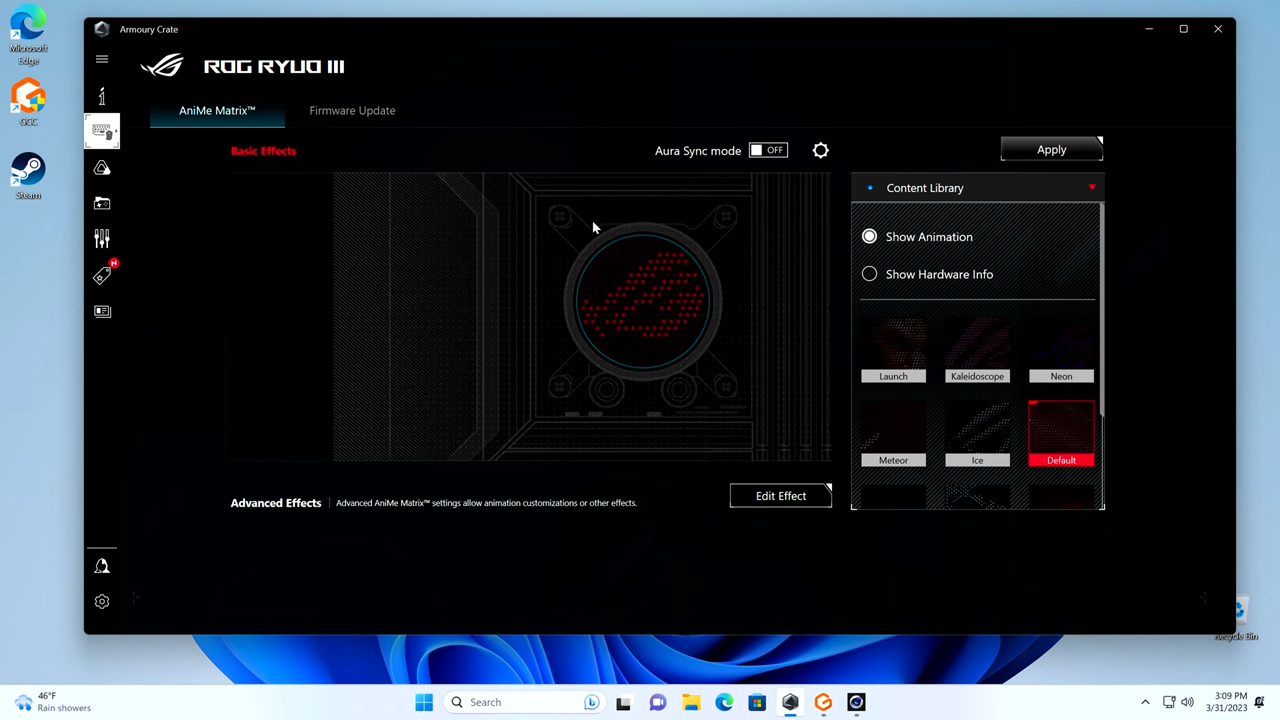 Microsoft
Edge
GCC
Steam
Armoury Crate
ROG RYUO III
N
AniMe Matrix™
Firmware Update
Basic Effects
Aura Sync mode
OFF
Apply
Content Library
Show Animation
Show Hardware Info
Launch
Kaleidoscope
Neon
Meteor
Ice
Default
Advanced Effects
Advanced AniMe Matrix™ settings allow animation customizations or other effects.
Edit Effect
Recycle Bin
46°F
Rain showers
Search
3:09 PM
3/31/2023